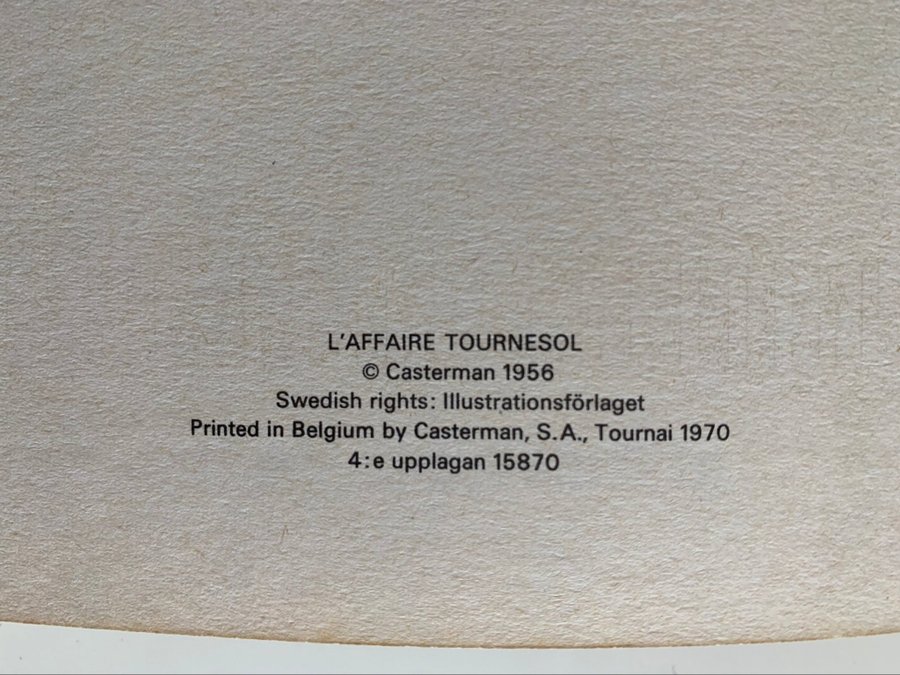 L'AFFAIRE TOURNESOL
© Casterman 1956
Swedish rights: Illustrationsförlaget
Printed in Belgium by Casterman, S.A., Tournai 1970
4:e upplagan 15870